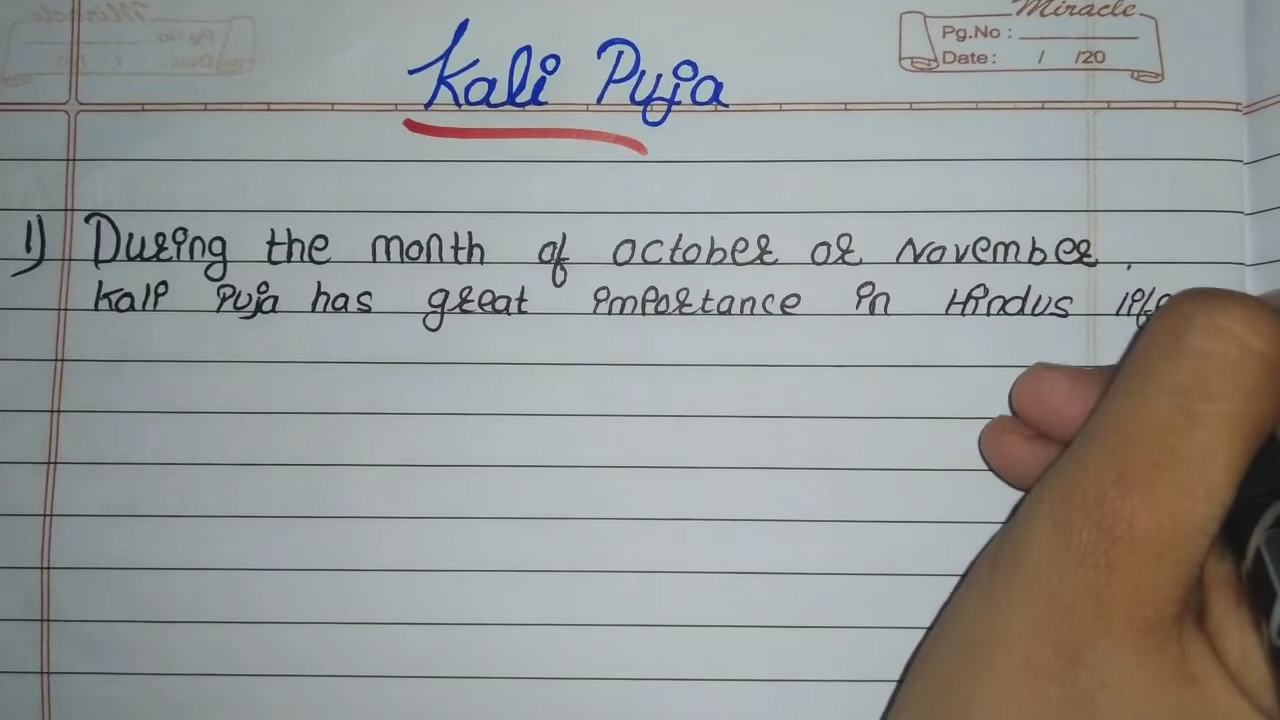 Miracle
Pg.No :
Date: / /20
Kali Puja
1) During the month of october or November,
Kali Puja has great importance in Hindus